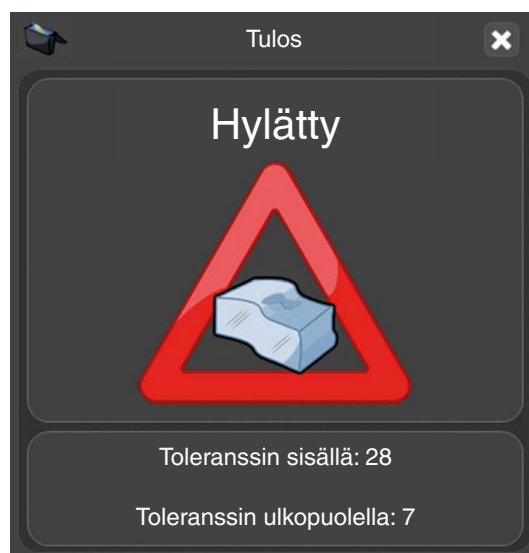 Tulos
Hylätty
Toleranssin sisällä: 28
Toleranssin ulkopuolella: 7